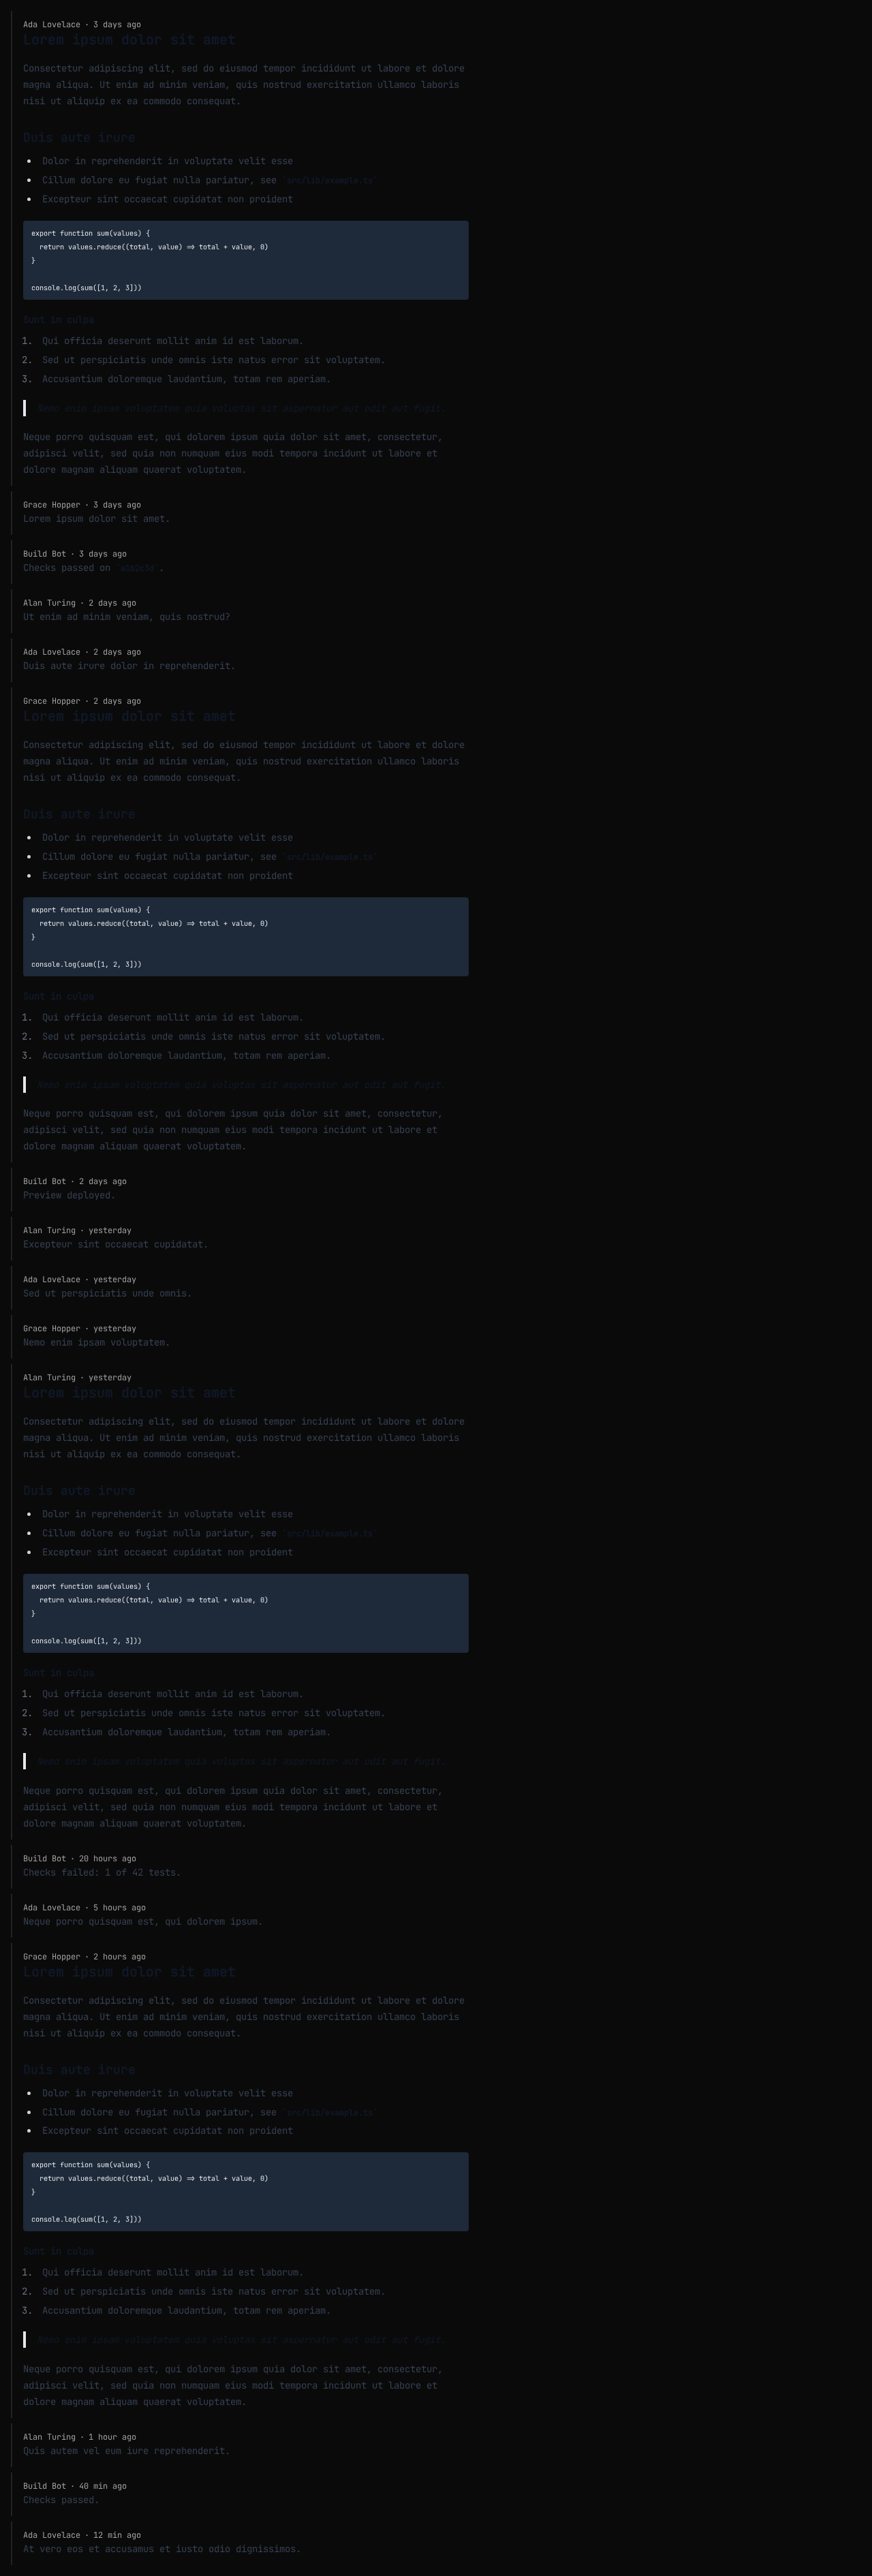 Ada Lovelace · 3 days ago
Lorem ipsum dolor sit amet
Consectetur adipiscing elit, sed do eiusmod tempor incididunt ut labore et dolore
magna aliqua. Ut enim ad minim veniam, quis nostrud exercitation ullamco laboris
nisi ut aliquip ex ea commodo consequat.
Duis aute irure
• Dolor in reprehenderit in voluptate velit esse
• Cillum dolore eu fugiat nulla pariatur, see `src/lib/example.ts`
• Excepteur sint occaecat cupidatat non proident
export function sum(values) {
  return values.reduce((total, value) => total + value, 0)
}
console.log(sum([1, 2, 3]))
Sunt in culpa
1. Qui officia deserunt mollit anim id est laborum.
2. Sed ut perspiciatis unde omnis iste natus error sit voluptatem.
3. Accusantium doloremque laudantium, totam rem aperiam.
Nemo enim ipsam voluptatem quia voluptas sit aspernatur aut odit aut fugit.
Neque porro quisquam est, qui dolorem ipsum quia dolor sit amet, consectetur,
adipisci velit, sed quia non numquam eius modi tempora incidunt ut labore et
dolore magnam aliquam quaerat voluptatem.
Grace Hopper · 3 days ago
Lorem ipsum dolor sit amet.
Build Bot · 3 days ago
Checks passed on
Alan Turing · 2 days ago
Ut enim ad minim veniam, quis nostrud?
Ada Lovelace · 2 days ago
Duis aute irure dolor in reprehenderit.
Grace Hopper · 2 days ago
Lorem ipsum dolor sit amet
Consectetur adipiscing elit, sed do eiusmod tempor incididunt ut labore et dolore
magna aliqua. Ut enim ad minim veniam, quis nostrud exercitation ullamco laboris
nisi ut aliquip ex ea commodo consequat.
Duis aute irure
• Dolor in reprehenderit in voluptate velit esse
• Cillum dolore eu fugiat nulla pariatur, see `src/lib/example.ts`
• Excepteur sint occaecat cupidatat non proident
export function sum(values) {
  return values.reduce((total, value) => total + value, 0)
}
console.log(sum([1, 2, 3]))
Sunt in culpa
1. Qui officia deserunt mollit anim id est laborum.
2. Sed ut perspiciatis unde omnis iste natus error sit voluptatem.
3. Accusantium doloremque laudantium, totam rem aperiam.
Nemo enim ipsam voluptatem quia voluptas sit aspernatur aut odit aut fugit.
Neque porro quisquam est, qui dolorem ipsum quia dolor sit amet, consectetur,
adipisci velit, sed quia non numquam eius modi tempora incidunt ut labore et
dolore magnam aliquam quaerat voluptatem.
Build Bot · 2 days ago
Preview deployed.
Alan Turing · yesterday
Excepteur sint occaecat cupidatat.
Ada Lovelace · yesterday
Sed ut perspiciatis unde omnis.
Grace Hopper · yesterday
Nemo enim ipsam voluptatem.
Alan Turing · yesterday
Lorem ipsum dolor sit amet
Consectetur adipiscing elit, sed do eiusmod tempor incididunt ut labore et dolore
magna aliqua. Ut enim ad minim veniam, quis nostrud exercitation ullamco laboris
nisi ut aliquip ex ea commodo consequat.
Duis aute irure
• Dolor in reprehenderit in voluptate velit esse
• Cillum dolore eu fugiat nulla pariatur, see `src/lib/example.ts`
• Excepteur sint occaecat cupidatat non proident
export function sum(values) {
  return values.reduce((total, value) => total + value, 0)
}
console.log(sum([1, 2, 3]))
Sunt in culpa
1. Qui officia deserunt mollit anim id est laborum.
2. Sed ut perspiciatis unde omnis iste natus error sit voluptatem.
3. Accusantium doloremque laudantium, totam rem aperiam.
Nemo enim ipsam voluptatem quia voluptas sit aspernatur aut odit aut fugit.
Neque porro quisquam est, qui dolorem ipsum quia dolor sit amet, consectetur,
adipisci velit, sed quia non numquam eius modi tempora incidunt ut labore et
dolore magnam aliquam quaerat voluptatem.
Build Bot · 20 hours ago
Checks failed: 1 of 42 tests.
Ada Lovelace · 5 hours ago
Neque porro quisquam est, qui dolorem ipsum.
Grace Hopper · 2 hours ago
Lorem ipsum dolor sit amet
Consectetur adipiscing elit, sed do eiusmod tempor incididunt ut labore et dolore
magna aliqua. Ut enim ad minim veniam, quis nostrud exercitation ullamco laboris
nisi ut aliquip ex ea commodo consequat.
Duis aute irure
• Dolor in reprehenderit in voluptate velit esse
• Cillum dolore eu fugiat nulla pariatur, see `src/lib/example.ts`
• Excepteur sint occaecat cupidatat non proident
export function sum(values) {
  return values.reduce((total, value) => total + value, 0)
}
console.log(sum([1, 2, 3]))
Sunt in culpa
1. Qui officia deserunt mollit anim id est laborum.
2. Sed ut perspiciatis unde omnis iste natus error sit voluptatem.
3. Accusantium doloremque laudantium, totam rem aperiam.
Nemo enim ipsam voluptatem quia voluptas sit aspernatur aut odit aut fugit.
Neque porro quisquam est, qui dolorem ipsum quia dolor sit amet, consectetur,
adipisci velit, sed quia non numquam eius modi tempora incidunt ut labore et
dolore magnam aliquam quaerat voluptatem.
Alan Turing · 1 hour ago
Quis autem vel eum iure reprehenderit.
Build Bot · 40 min ago
Checks passed.
Ada Lovelace · 12 min ago
At vero eos et accusamus et iusto odio dignissimos.